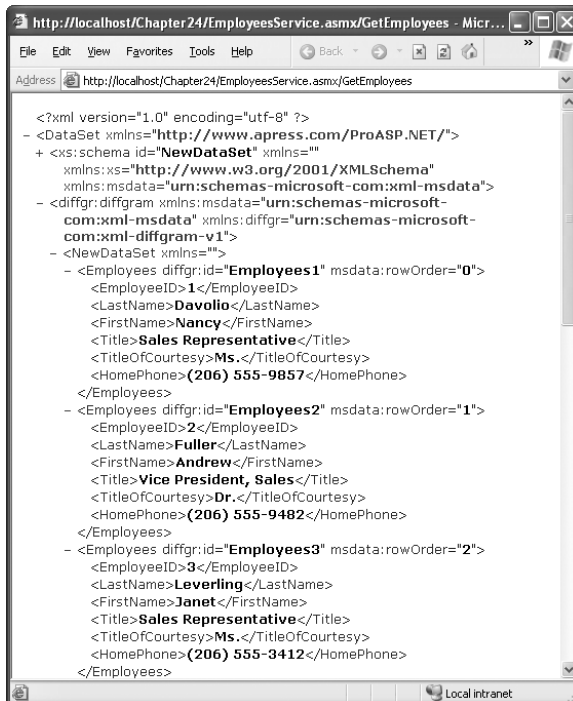 http://localhost/Chapter24/EmployeesService.asmx/GetEmployees - Micr...
File Edit View Favorites Tools Help Back »
Address http://localhost/Chapter24/EmployeesService.asmx/GetEmployees
<?xml version="1.0" encoding="utf-8" ?>
- <DataSet xmlns="http://www.apress.com/ProASP.NET/">
+ <xs:schema id="NewDataSet" xmlns=""
xmlns:xs="http://www.w3.org/2001/XMLSchema"
xmlns:msdata="urn:schemas-microsoft-com:xml-msdata">
- <diffgr:diffgram xmlns:msdata="urn:schemas-microsoft-
com:xml-msdata" xmlns:diffgr="urn:schemas-microsoft-
com:xml-diffgram-v1">
- <NewDataSet xmlns="">
- <Employees diffgr:id="Employees1" msdata:rowOrder="0">
<EmployeeID>1</EmployeeID>
<LastName>Davolio</LastName>
<FirstName>Nancy</FirstName>
<Title>Sales Representative</Title>
<TitleOfCourtesy>Ms.</TitleOfCourtesy>
<HomePhone>(206) 555-9857</HomePhone>
</Employees>
- <Employees diffgr:id="Employees2" msdata:rowOrder="1">
<EmployeeID>2</EmployeeID>
<LastName>Fuller</LastName>
<FirstName>Andrew</FirstName>
<Title>Vice President, Sales</Title>
<TitleOfCourtesy>Dr.</TitleOfCourtesy>
<HomePhone>(206) 555-9482</HomePhone>
</Employees>
- <Employees diffgr:id="Employees3" msdata:rowOrder="2">
<EmployeeID>3</EmployeeID>
<LastName>Leverling</LastName>
<FirstName>Janet</FirstName>
<Title>Sales Representative</Title>
<TitleOfCourtesy>Ms.</TitleOfCourtesy>
<HomePhone>(206) 555-3412</HomePhone>
</Employees>
Local intranet